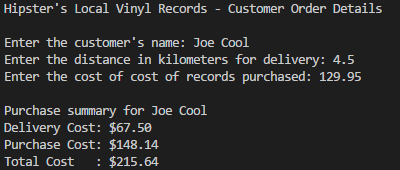 Hipster's Local Vinyl Records - Customer Order Details
Enter the customer's name: Joe Cool
Enter the distance in kilometers for delivery: 4.5
Enter the cost of cost of records purchased: 129.95
Purchase summary for Joe Cool
Delivery Cost: $67.50
Purchase Cost: $148.14
Total Cost   : $215.64